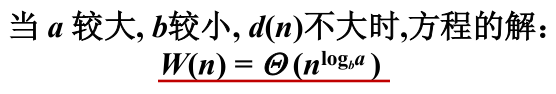 当 a 较大, b较小, d(n)不大时,方程的解：
W(n) = Θ(n^{log_b a})